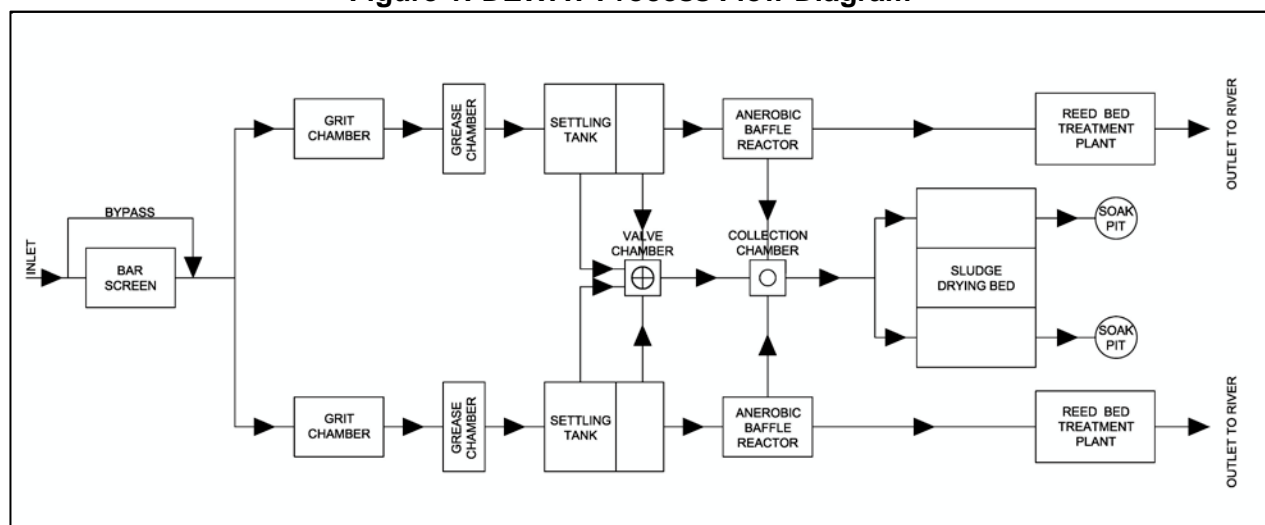 Figure 1: DEWAT Process Flow Diagram
GRIT
CHAMBER
GREASE
CHAMBER
SETTLING
TANK
ANEROBIC
BAFFLE
REACTOR
REED BED
TREATMENT
PLANT
OUTLET TO RIVER
BYPASS
INLET
BAR
SCREEN
VALVE
CHAMBER
COLLECTION
CHAMBER
SLUDGE
DRYING BED
SOAK
PIT
SOAK
PIT
GRIT
CHAMBER
GREASE
CHAMBER
SETTLING
TANK
ANEROBIC
BAFFLE
REACTOR
REED BED
TREATMENT
PLANT
OUTLET TO RIVER